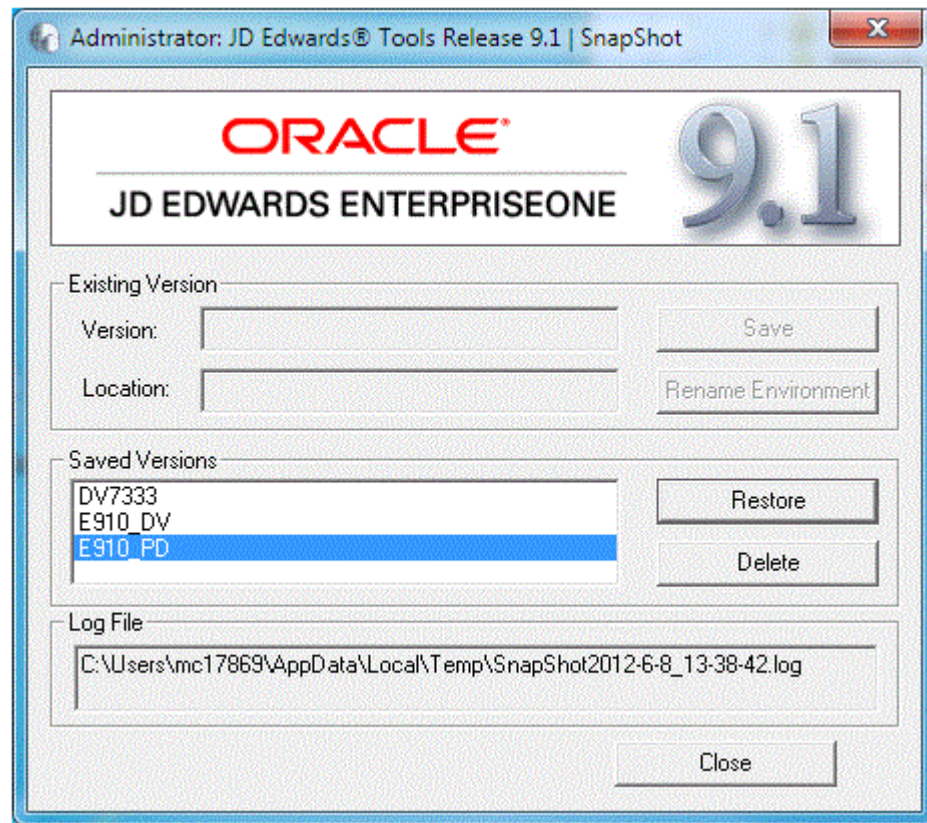 Administrator: JD Edwards® Tools Release 9.1 | SnapShot
ORACLE®
JD EDWARDS ENTERPRISEONE
9.1
Existing Version
Version:
Save
Location:
Rename Environment
Saved Versions
DV7333
E910_DV
E910_PD
Restore
Delete
Log File
C:\Users\mc17869\AppData\Local\Temp\SnapShot2012-6-8_13-38-42.log
Close